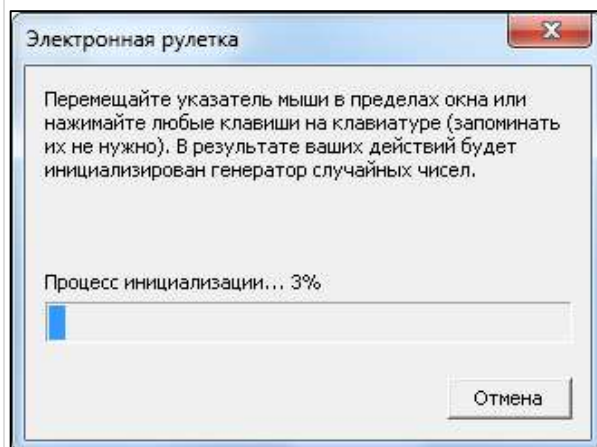 Электронная рулетка
Перемещайте указатель мыши в пределах окна или
нажимайте любые клавиши на клавиатуре (запоминать
их не нужно). В результате ваших действий будет
инициализирован генератор случайных чисел.
Процесс инициализации... 3%
Отмена